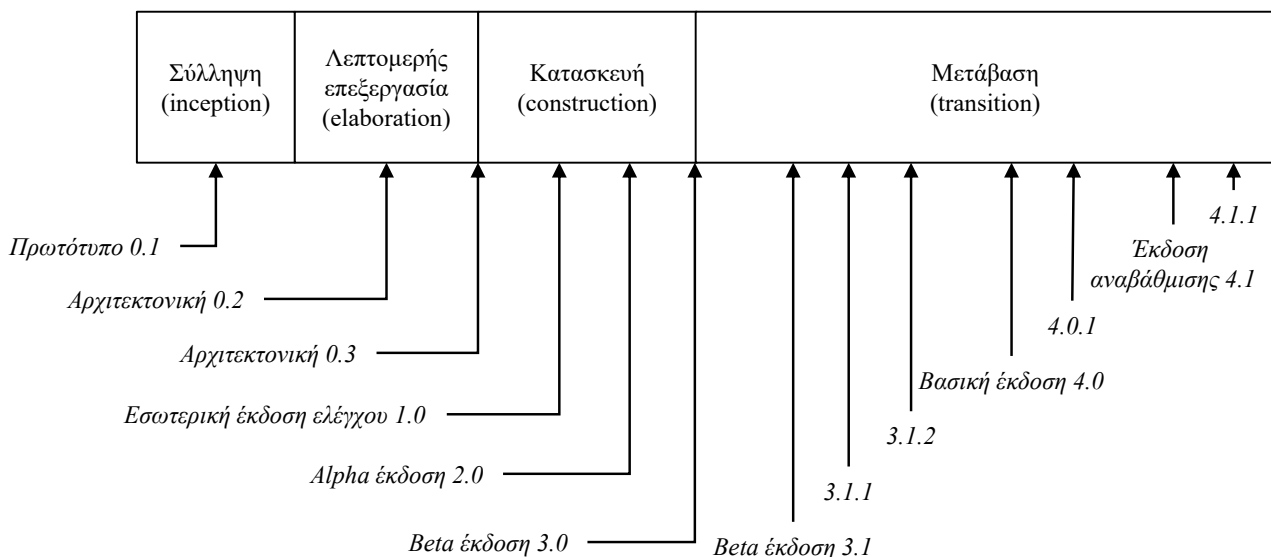 Σύλληψη
(inception)
Λεπτομερής
επεξεργασία
(elaboration)
Κατασκευή
(construction)
Μετάβαση
(transition)
Πρωτότυπο 0.1
Αρχιτεκτονική 0.2
Αρχιτεκτονική 0.3
Εσωτερική έκδοση ελέγχου 1.0
Alpha έκδοση 2.0
Beta έκδοση 3.0
Beta έκδοση 3.1
3.1.1
3.1.2
Βασική έκδοση 4.0
4.0.1
Έκδοση
αναβάθμισης 4.1
4.1.1